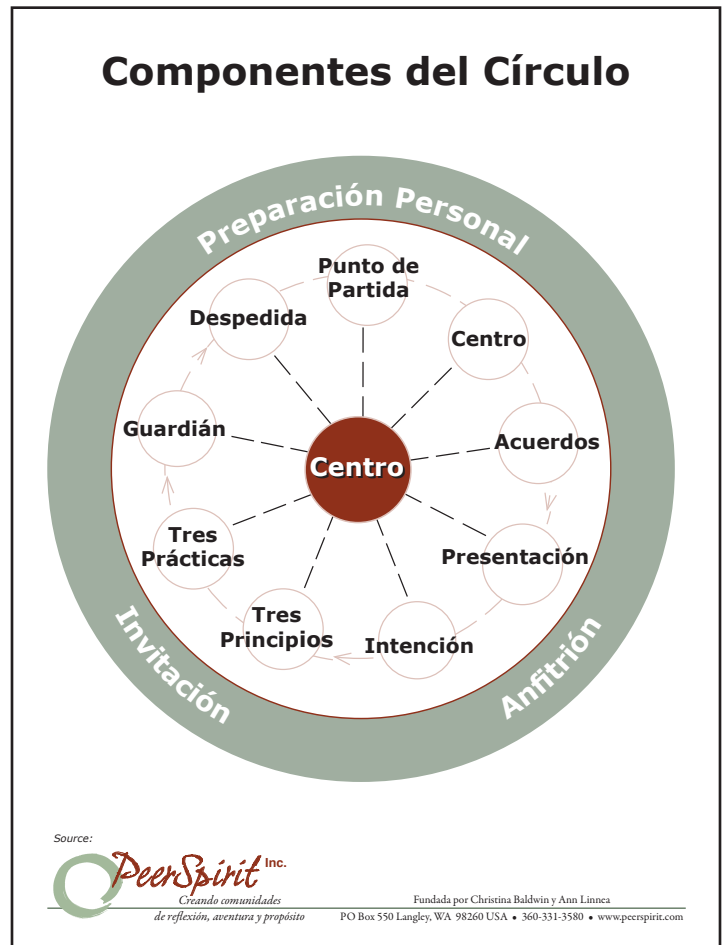 Componentes del Círculo
Preparación Personal
Punto de
Partida
Centro
Acuerdos
Presentación
Intención
Tres
Principios
Tres
Prácticas
Guardián
Despedida
Centro
Invitación
Anfitrión
Source:
PeerSpirit Inc.
Creando comunidades
de reflexión, aventura y propósito
Fundada por Christina Baldwin y Ann Linnea
PO Box 550 Langley, WA 98260 USA • 360-331-3580 • www.peerspirit.com